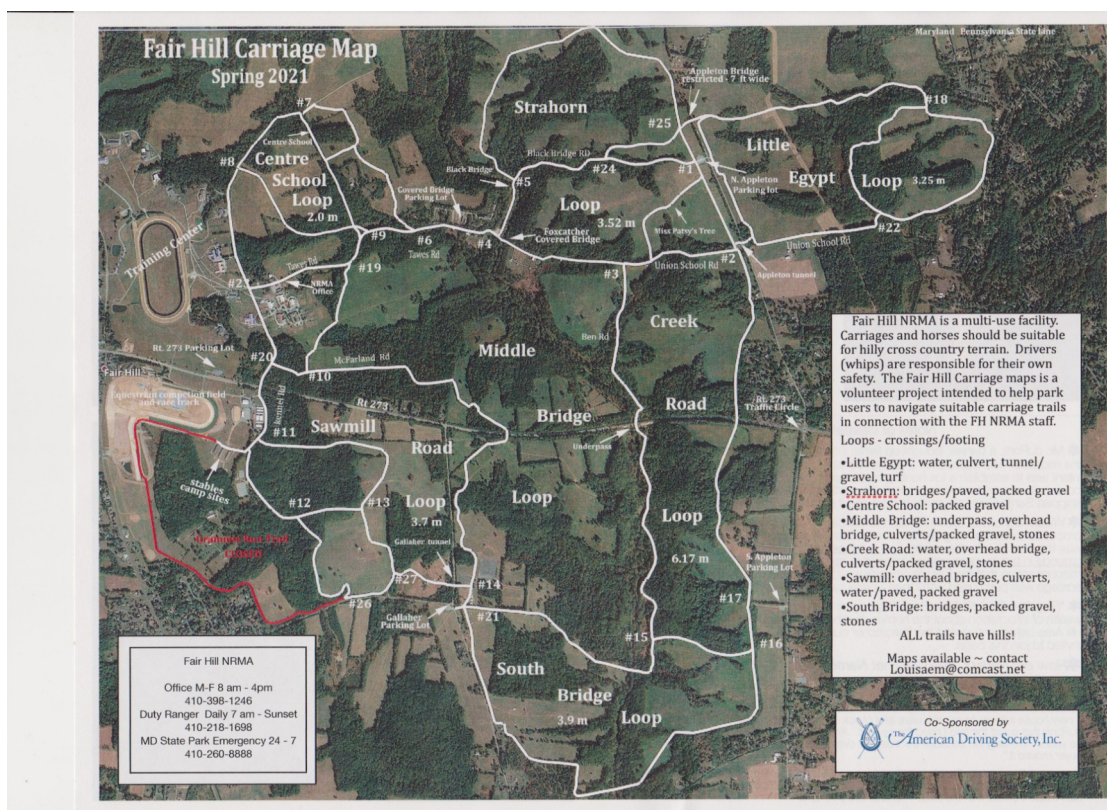 Fair Hill Carriage Map
Spring 2021
Maryland Pennsylvania State line
Appleton Bridge
restricted - 7 ft wide
Strahorn
#25
#18
#7
Centre School
Little
Black Bridge RD
#8
Centre
School
Loop
2.0 m
Black Bridge
#24
#1
#5
N. Appleton
Parking lot
Egypt
Loop
3.25 m
Covered Bridge
Parking Lot
Loop
3.52 m
Miss Patsy's Tree
#22
#9
#6
#4
Foxcatcher
Covered Bridge
Union School Rd
Training Center
Tawes Rd
#19
Tawes Rd
#3
Union School Rd
#2
Appleton tunnel
#23
NRMA
Office
Creek
Ben Rd
Rt. 273 Parking Lot
#20
McFarland Rd
Middle
Fair Hill
#10
Equestrian competion field
and race track
kennel Rd
Rt 273
Bridge
Road
Rt. 273
Traffic Circle
#11
Sawmill
Road
Underpass
stables
camp sites
#12
#13
Loop
3.7 m
Loop
Loop
Gallaher tunnel
6.17 m
S. Appleton
Parking Lot
CLOSED
#27
#14
#26
#17
Gallaher
Parking Lot
#21
#15
#16
South
Bridge
3.9 m
Loop
Fair Hill NRMA is a multi-use facility.
Carriages and horses should be suitable
for hilly cross country terrain. Drivers
(whips) are responsible for their own
safety. The Fair Hill Carriage maps is a
volunteer project intended to help park
users to navigate suitable carriage trails
in connection with the FH NRMA staff.
Loops - crossings/footing
•Little Egypt: water, culvert, tunnel/
gravel, turf
•Strahorn: bridges/paved, packed gravel
•Centre School: packed gravel
•Middle Bridge: underpass, overhead
bridge, culverts/packed gravel, stones
•Creek Road: water, overhead bridge,
culverts/packed gravel, stones
•Sawmill: overhead bridges, culverts,
water/paved, packed gravel
•South Bridge: bridges, packed gravel,
stones
ALL trails have hills!
Maps available ~ contact
Louisaem@comcast.net
Fair Hill NRMA
Office M-F 8 am - 4pm
410-398-1246
Duty Ranger Daily 7 am - Sunset
410-218-1698
MD State Park Emergency 24 - 7
410-260-8888
Co-Sponsored by
The American Driving Society, Inc.